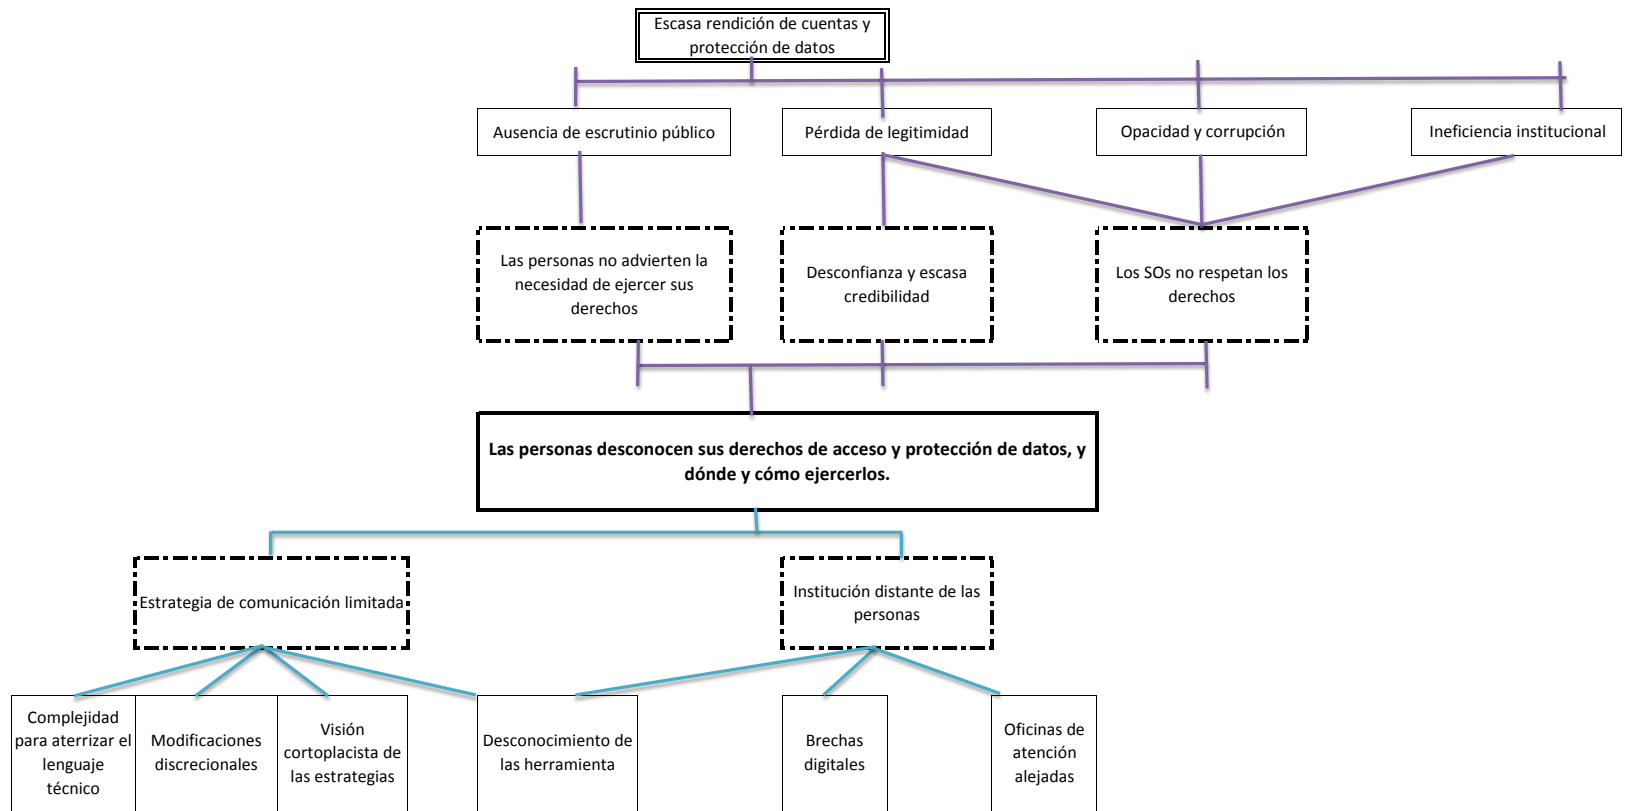 Escasa rendición de cuentas y
protección de datos
Ausencia de escrutinio público
Pérdida de legitimidad
Opacidad y corrupción
Ineficiencia institucional
Las personas no advierten la
necesidad de ejercer sus
derechos
Desconfianza y escasa
credibilidad
Los SOs no respetan los
derechos
Las personas desconocen sus derechos de acceso y protección de datos, y
dónde y cómo ejercerlos.
Estrategia de comunicación limitada
Institución distante de las
personas
Complejidad
para aterrizar el
lenguaje
técnico
Modificaciones
discrecionales
Visión
cortoplacista de
las estrategias
Desconocimiento de
las herramienta
Brechas
digitales
Oficinas de
atención
alejadas